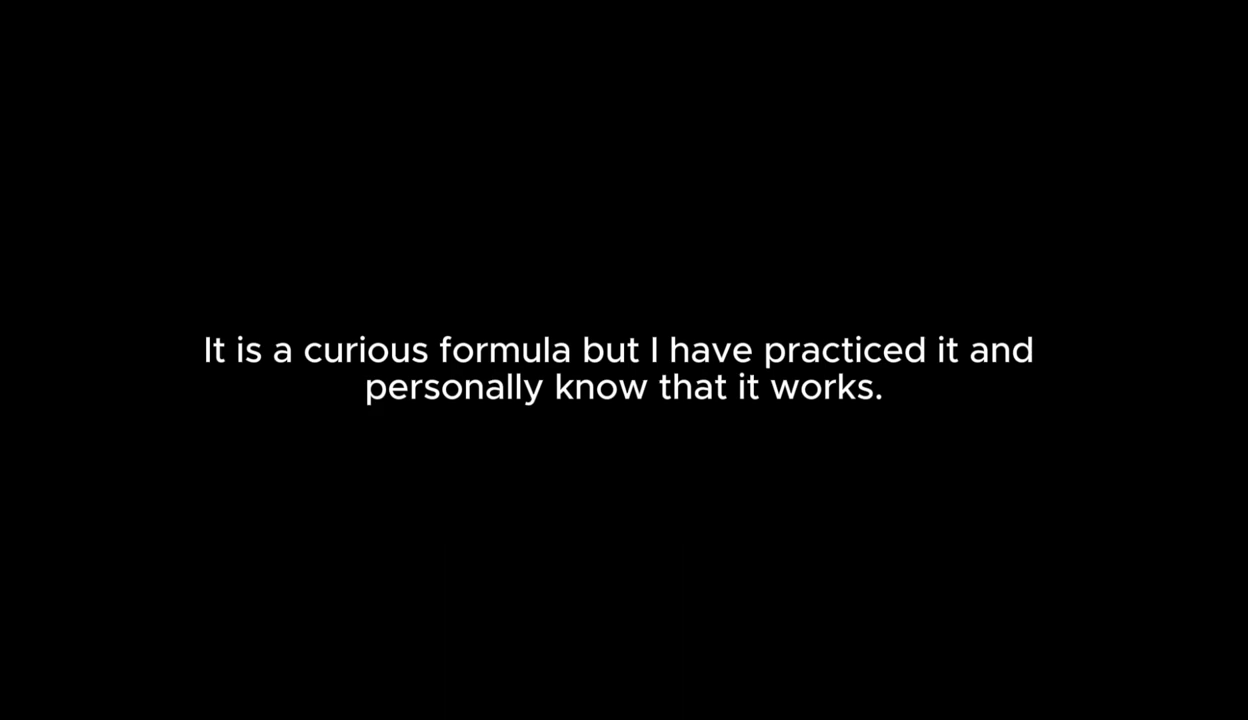 It is a curious formula but I have practiced it and
personally know that it works.